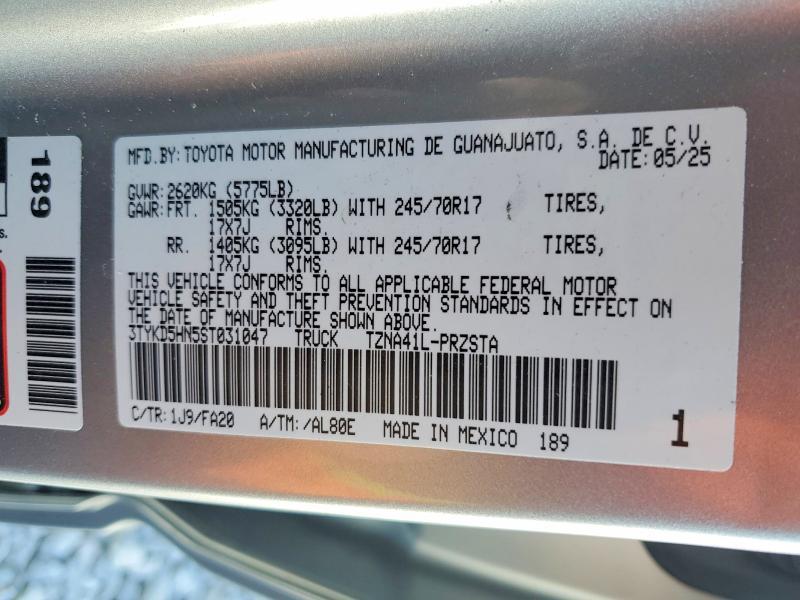 189
s.
MFD.BY:TOYOTA MOTOR MANUFACTURING DE GUANAJUATO, S.A. DE C.V.
DATE:05/25
GVWR:2620KG (5775LB)
GAWR:FRT. 1505KG (3320LB) WITH 245/70R17 TIRES,
17X7J RIMS.
RR. 1405KG (3095LB) WITH 245/70R17 TIRES,
17X7J RIMS.
THIS VEHICLE CONFORMS TO ALL APPLICABLE FEDERAL MOTOR
VEHICLE SAFETY AND THEFT PREVENTION STANDARDS IN EFFECT ON
THE DATE OF MANUFACTURE SHOWN ABOVE.
3TYKD5HN5ST031047 TRUCK TZNA41L-PRZSTA
C/TR:1J9/FA20 A/TM:/AL80E MADE IN MEXICO 189 1